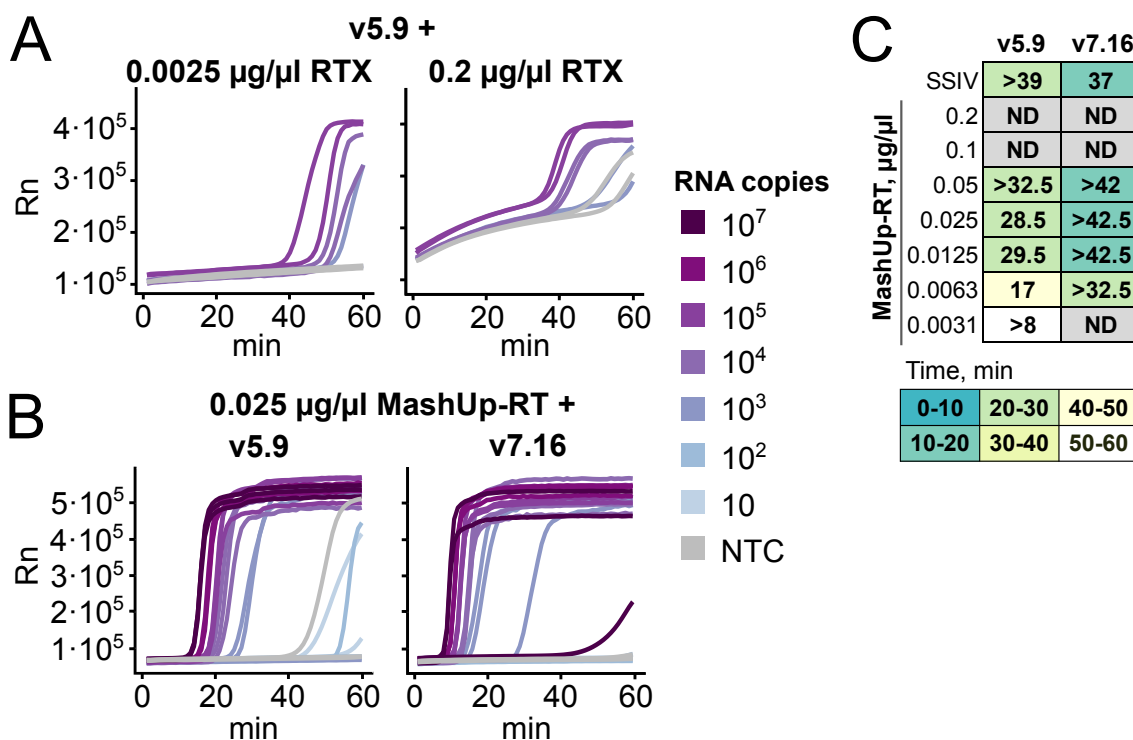 A
v5.9 +
0.0025 µg/µl RTX
0.2 µg/µl RTX
Rn
4·10⁵
3·10⁵
2·10⁵
1·10⁵
0 20 40 60
min
0 20 40 60
min
RNA copies
10⁷
10⁶
10⁵
10⁴
10³
10²
10
NTC
B
0.025 µg/µl MashUp-RT +
v5.9
v7.16
Rn
5·10⁵
4·10⁵
3·10⁵
2·10⁵
1·10⁵
0 20 40 60
min
0 20 40 60
min
C
v5.9 v7.16
SSIV >39 37
MashUp-RT, µg/µl
0.2 ND ND
0.1 ND ND
0.05 >32.5 >42
0.025 28.5 >42.5
0.0125 29.5 >42.5
0.0063 17 >32.5
0.0031 >8 ND
Time, min
0-10 20-30 40-50
10-20 30-40 50-60